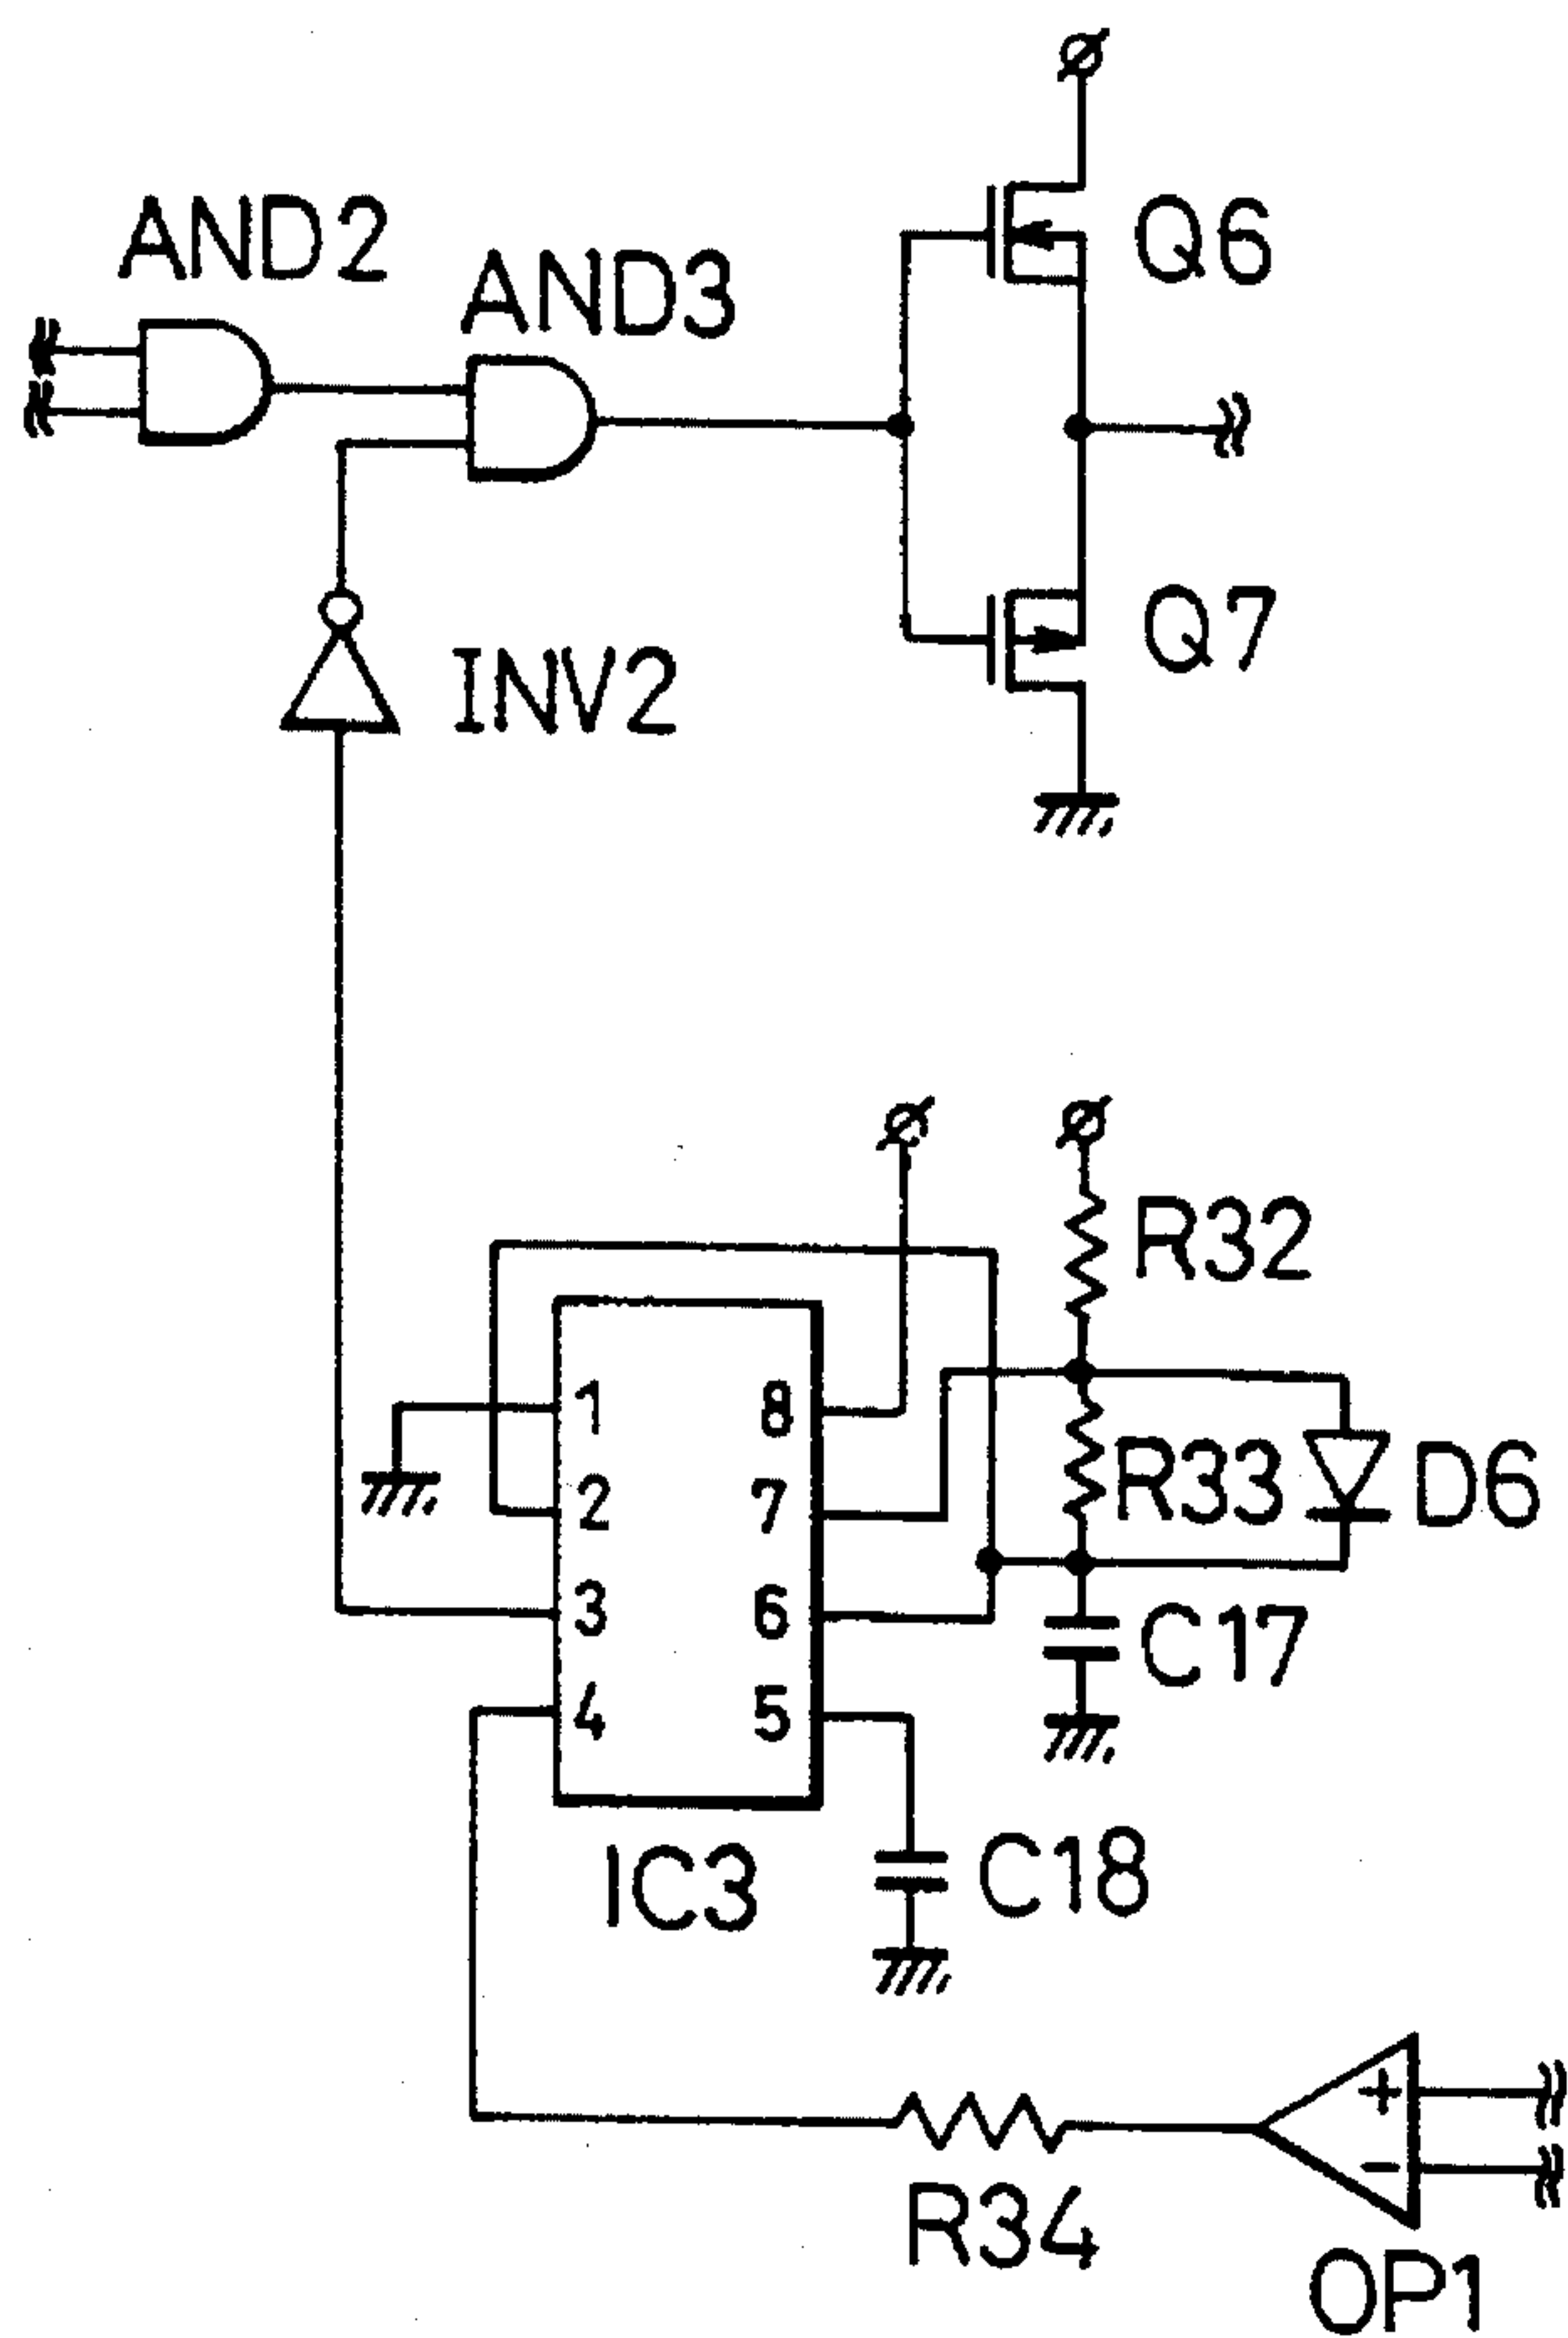 AND2
AND3
Q6
INV2
Q7
R32
1 8
2 7
3 6
4 5
R33
D6
C17
IC3
C18
+
-
R34
OP1